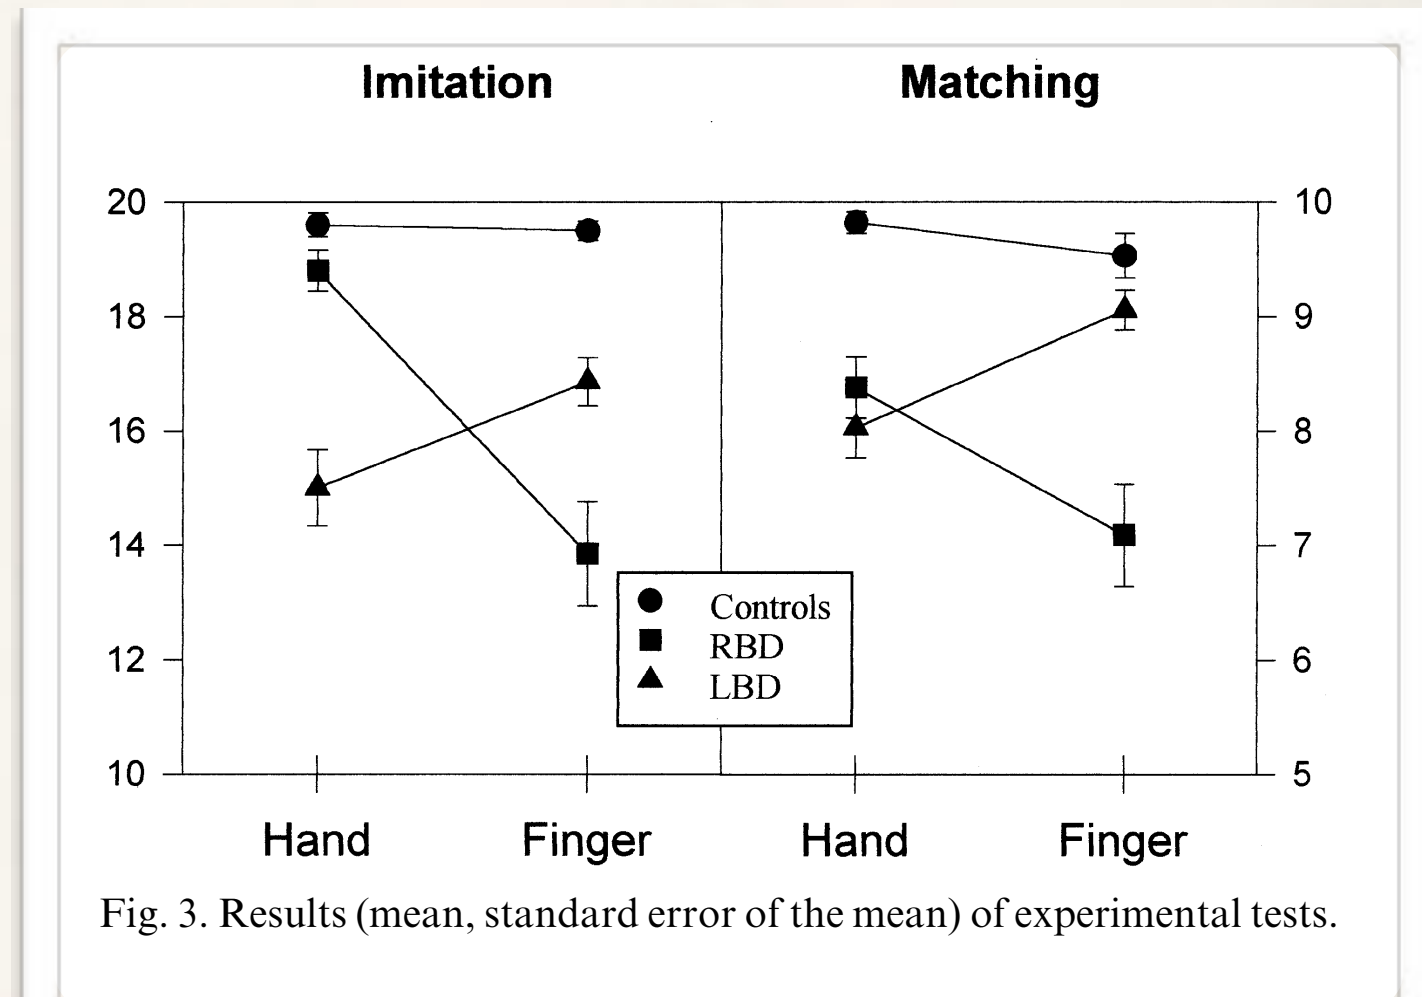 Imitation Matching
20 10
18 9
16 8
14 7
Controls
RBD
12 6
LBD
10 5
Hand Finger Hand Finger
Fig. 3. Results (mean, standard error of the mean) of experimental tests.